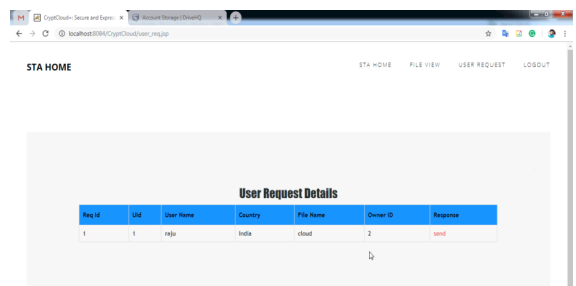 CryptCloud+: Secure and Express
Account Storage | DriveHQ
localhost:8084/CryptCloud/user_req.jsp
STA HOME
STA HOME FILE VIEW USER REQUEST LOGOUT
User Request Details
Req Id Uid User Name Country File Name Owner ID Response
1 1 raju India cloud 2 send